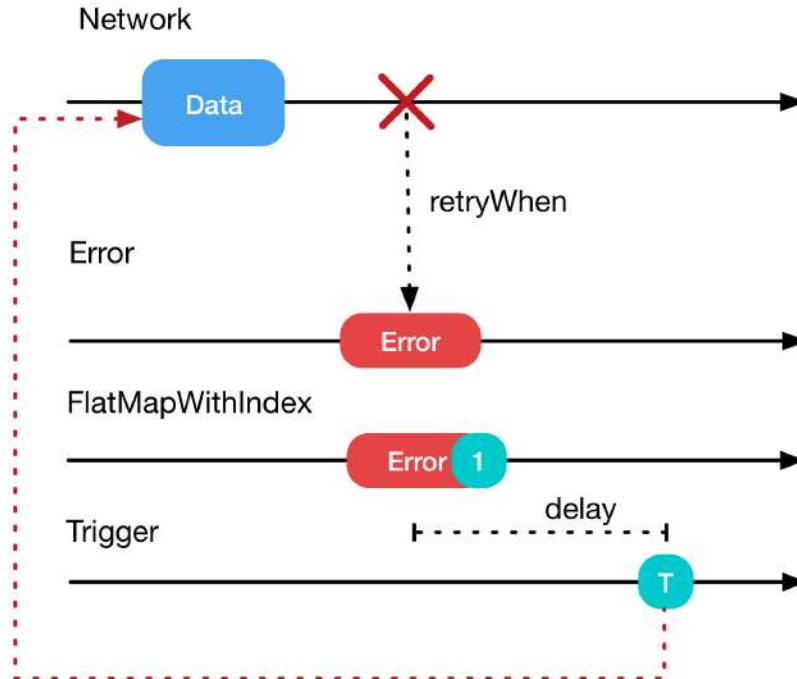 Network
Data
retryWhen
Error
Error
FlatMapWithIndex
Error 1
delay
Trigger
T